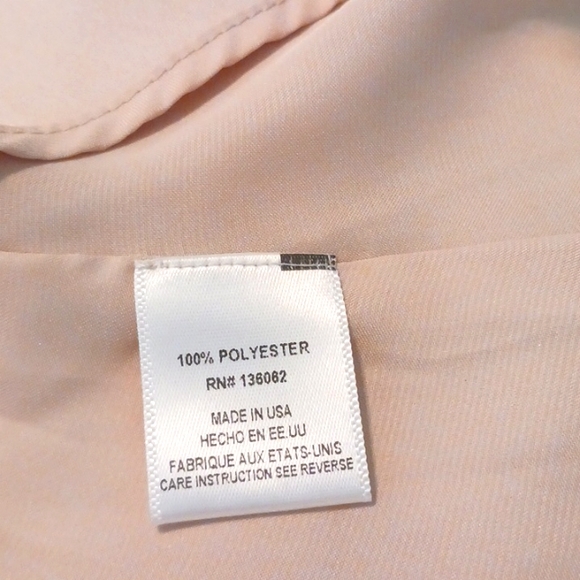 100% POLYESTER
RN# 136062
MADE IN USA
HECHO EN EE.UU
FABRIQUE AUX ETATS-UNIS
CARE INSTRUCTION SEE REVERSE